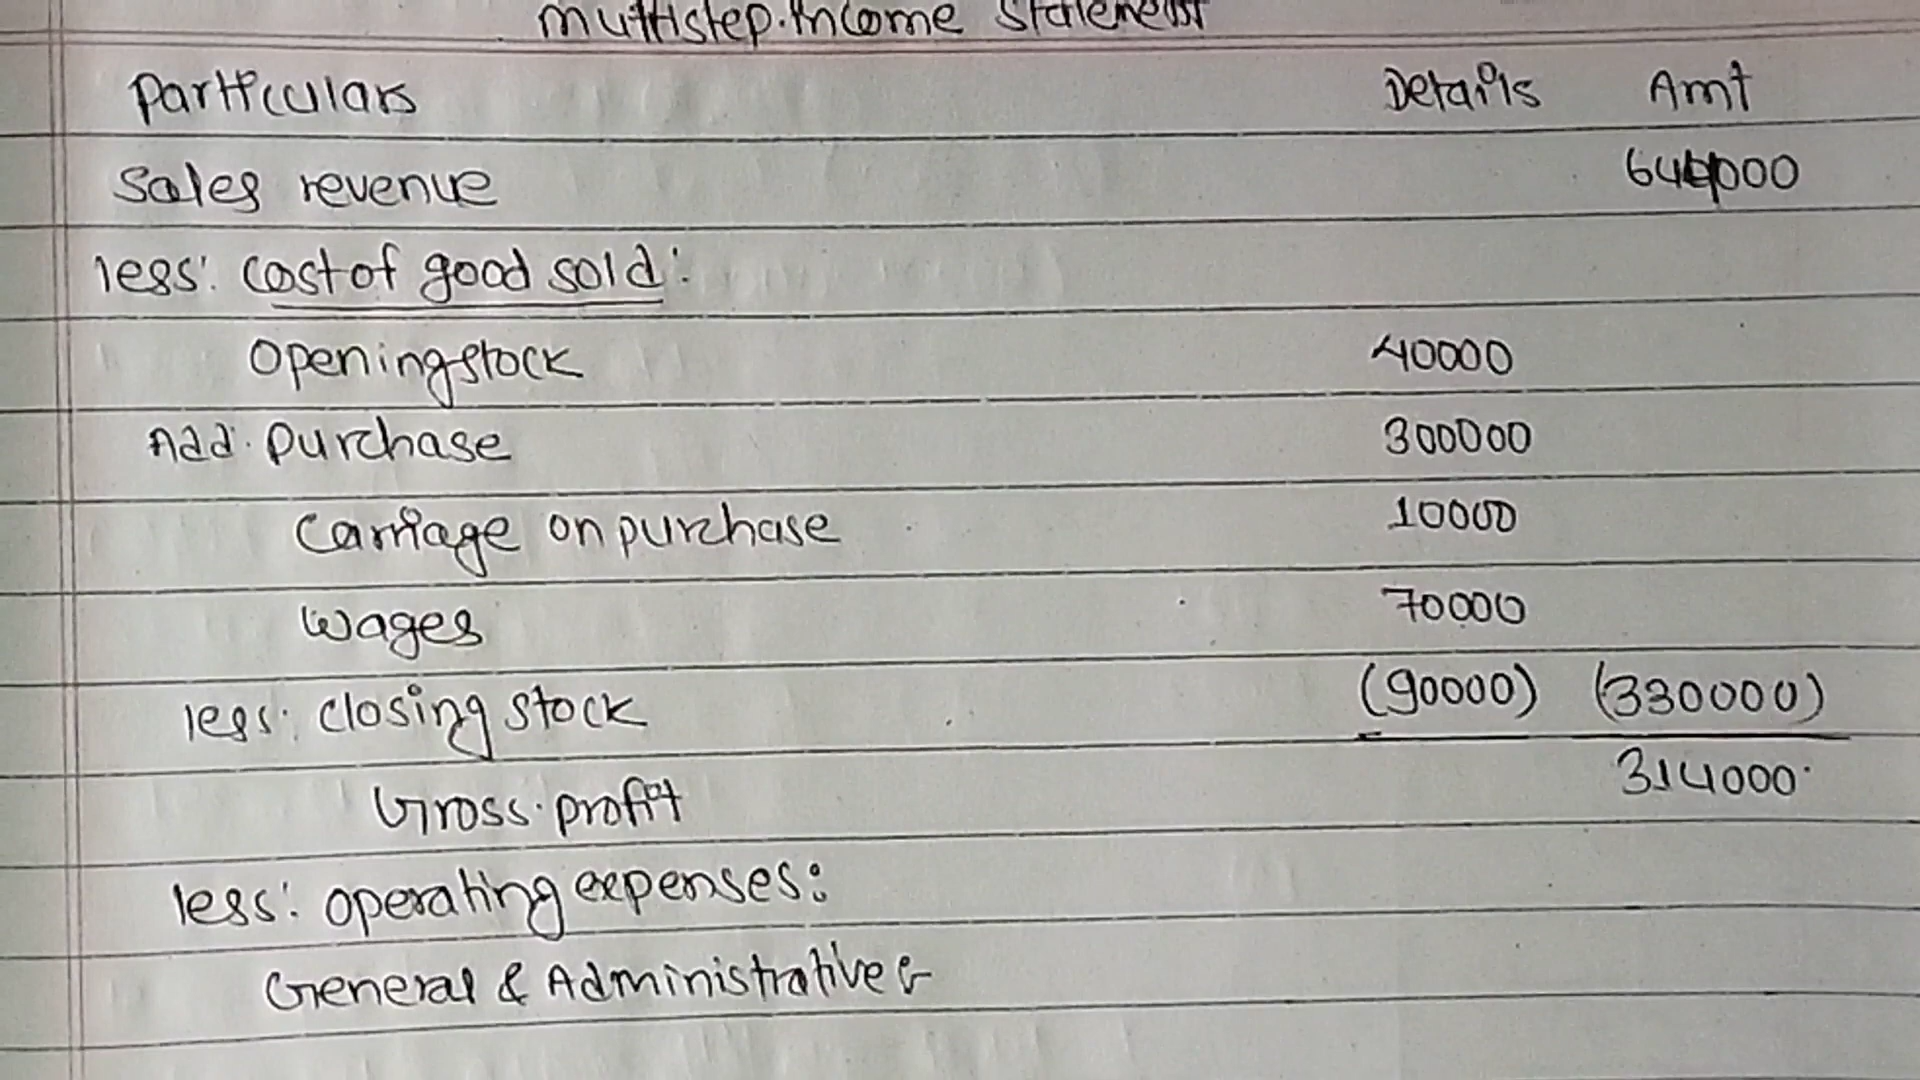 Multistep Income Statement
Particulars Details Amt
Sales revenue 644000
less: cost of good sold:
Opening stock 40000
Add: purchase 300000
Carriage on purchase 10000
Wages 70000
less: closing stock (90000) (330000)
Gross profit 314000
less: operating expenses:
General & Administrative